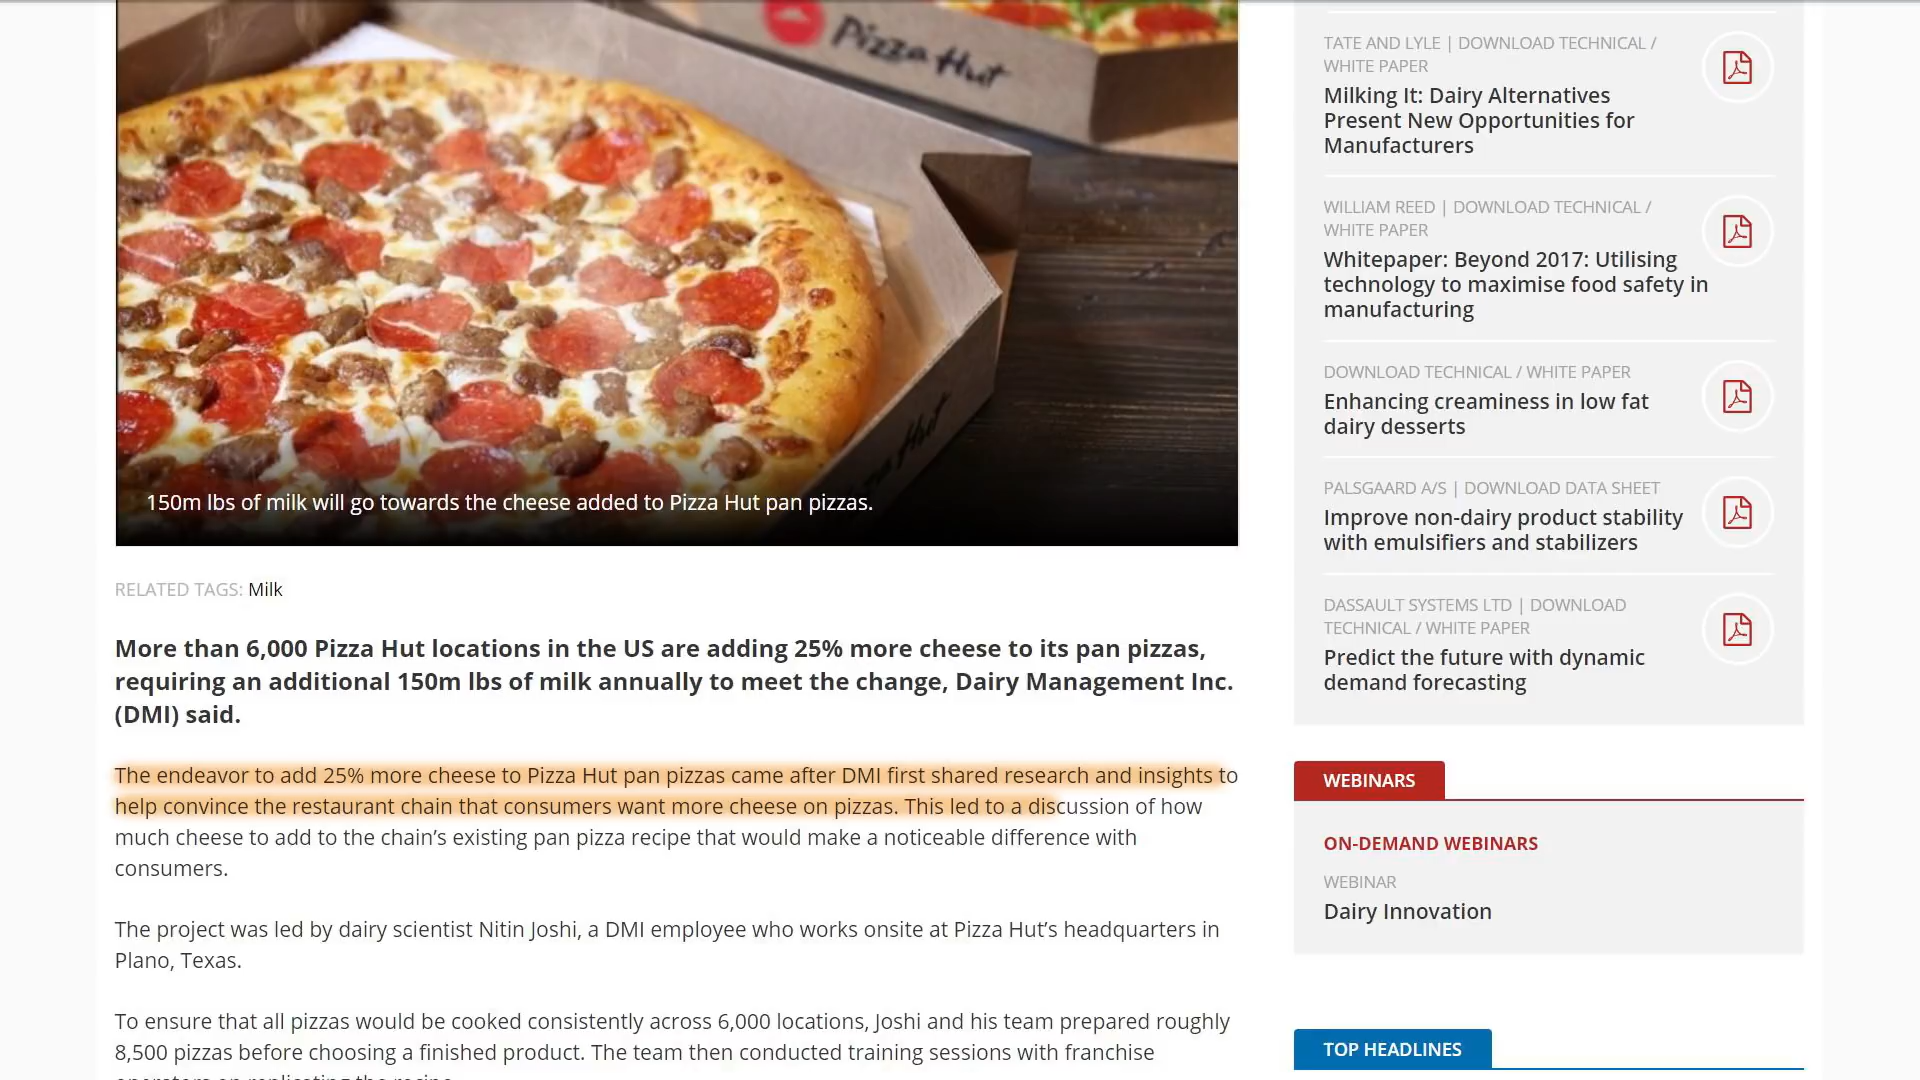 Pizza Hut
150m lbs of milk will go towards the cheese added to Pizza Hut pan pizzas.
RELATED TAGS: Milk
More than 6,000 Pizza Hut locations in the US are adding 25% more cheese to its pan pizzas,
requiring an additional 150m lbs of milk annually to meet the change, Dairy Management Inc.
(DMI) said.
The endeavor to add 25% more cheese to Pizza Hut pan pizzas came after DMI first shared research and insights to
help convince the restaurant chain that consumers want more cheese on pizzas. This led to a discussion of how
much cheese to add to the chain’s existing pan pizza recipe that would make a noticeable difference with
consumers.
The project was led by dairy scientist Nitin Joshi, a DMI employee who works onsite at Pizza Hut’s headquarters in
Plano, Texas.
To ensure that all pizzas would be cooked consistently across 6,000 locations, Joshi and his team prepared roughly
8,500 pizzas before choosing a finished product. The team then conducted training sessions with franchise
TATE AND LYLE | DOWNLOAD TECHNICAL /
WHITE PAPER
Milking It: Dairy Alternatives
Present New Opportunities for
Manufacturers
WILLIAM REED | DOWNLOAD TECHNICAL /
WHITE PAPER
Whitepaper: Beyond 2017: Utilising
technology to maximise food safety in
manufacturing
DOWNLOAD TECHNICAL / WHITE PAPER
Enhancing creaminess in low fat
dairy desserts
PALSGAARD A/S | DOWNLOAD DATA SHEET
Improve non-dairy product stability
with emulsifiers and stabilizers
DASSAULT SYSTEMS LTD | DOWNLOAD
TECHNICAL / WHITE PAPER
Predict the future with dynamic
demand forecasting
WEBINARS
ON-DEMAND WEBINARS
WEBINAR
Dairy Innovation
TOP HEADLINES